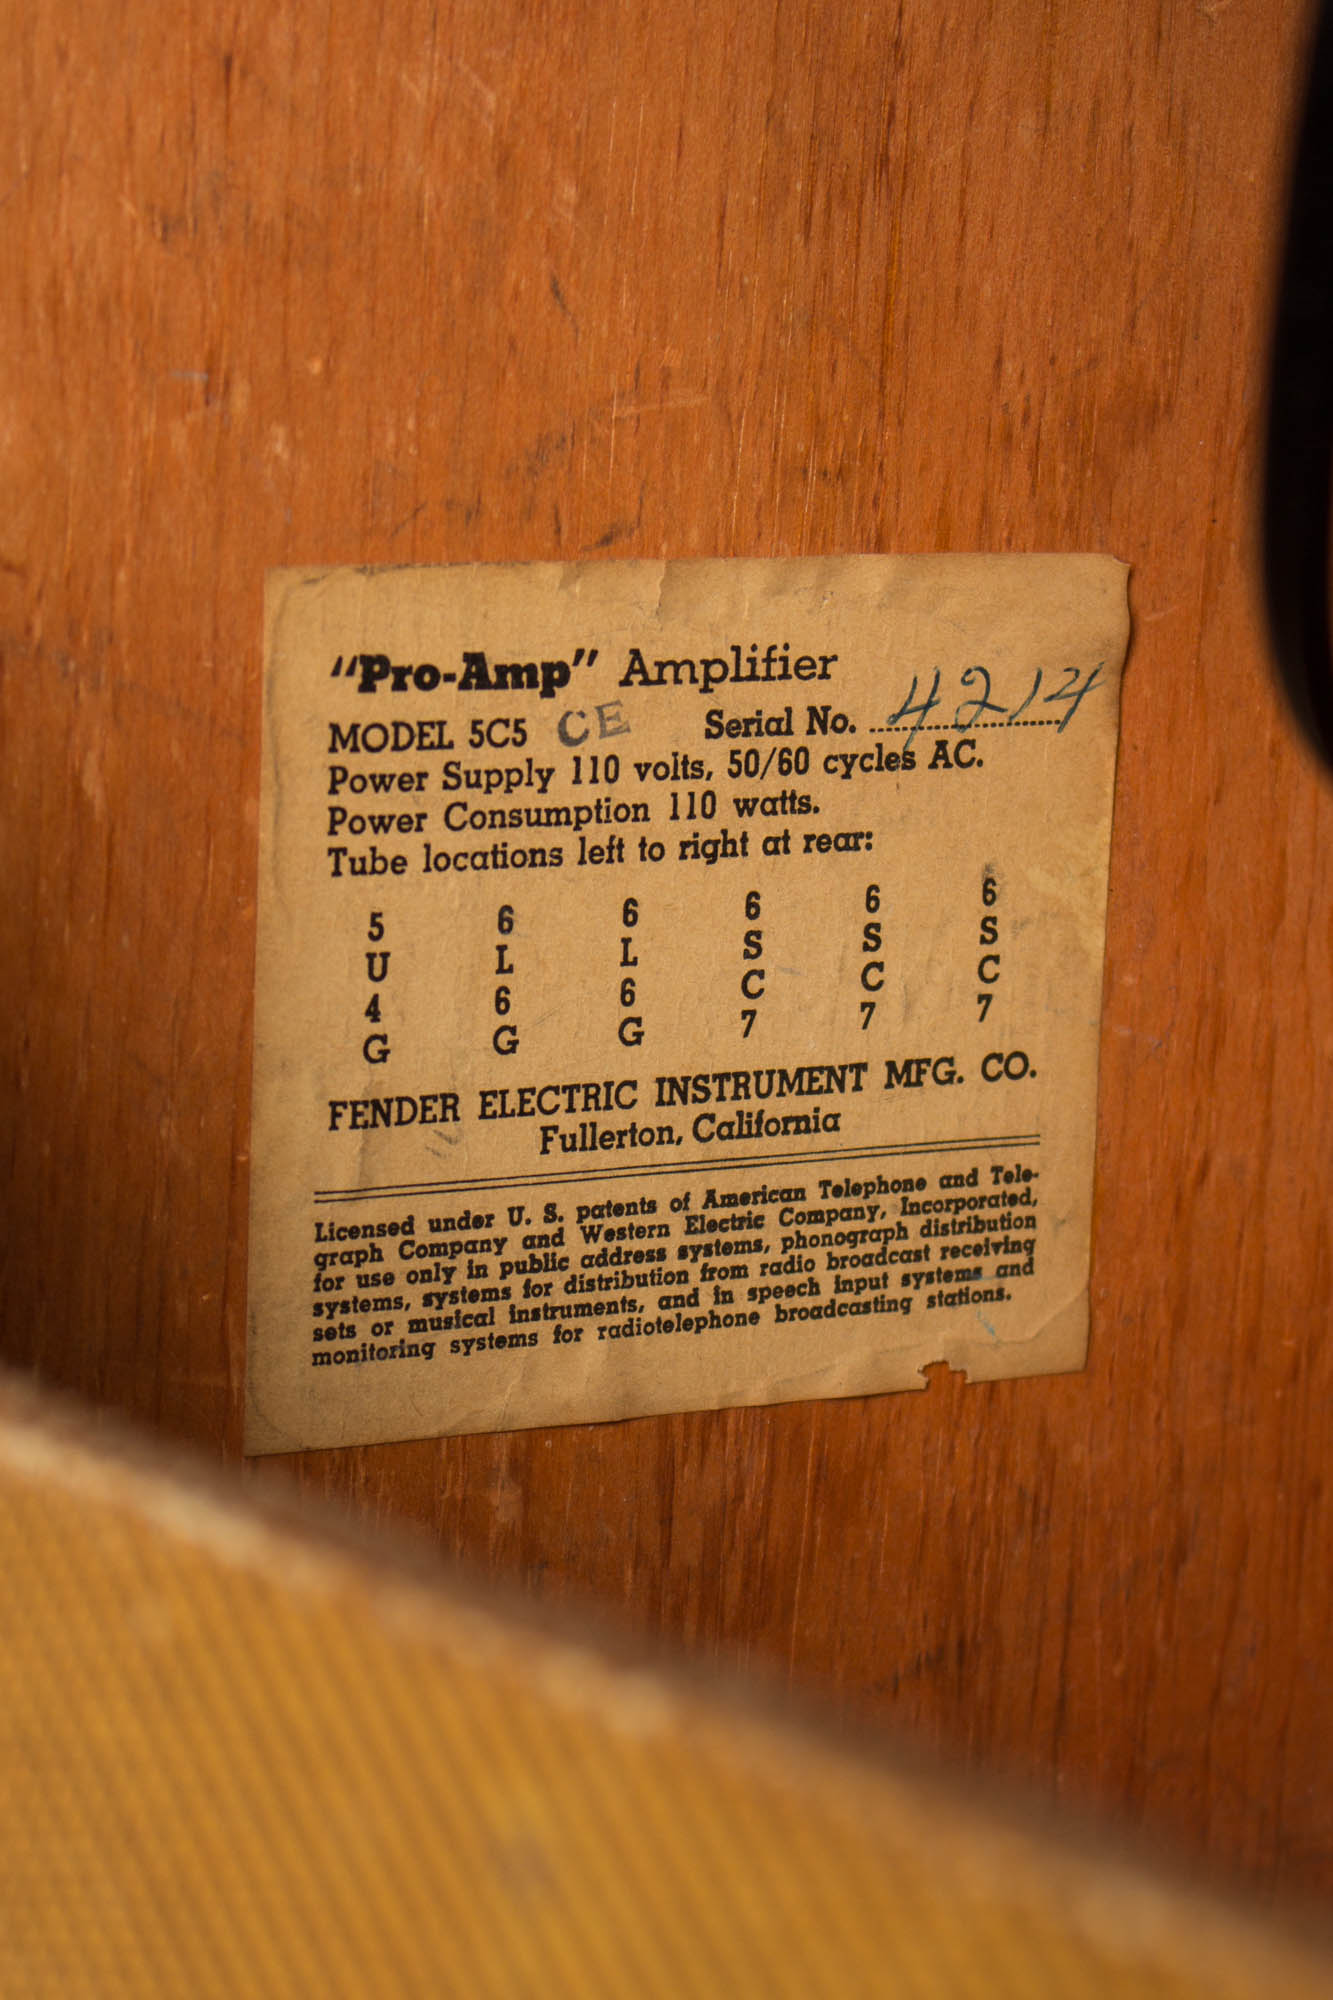 "Pro-Amp" Amplifier
MODEL 5C5 CE Serial No. 4214
Power Supply 110 volts, 50/60 cycles AC.
Power Consumption 110 watts.
Tube locations left to right at rear:
5 6 6 6 6 6
U L L S S S
4 6 6 C C C
G G G 7 7 7
FENDER ELECTRIC INSTRUMENT MFG. CO.
Fullerton, California
Licensed under U. S. patents of American Telephone and Tele-
graph Company and Western Electric Company, Incorporated,
for use only in public address systems, phonograph distribution
systems, systems for distribution from radio broadcast receiving
sets or musical instruments, and in speech input systems and
monitoring systems for radiotelephone broadcasting stations.